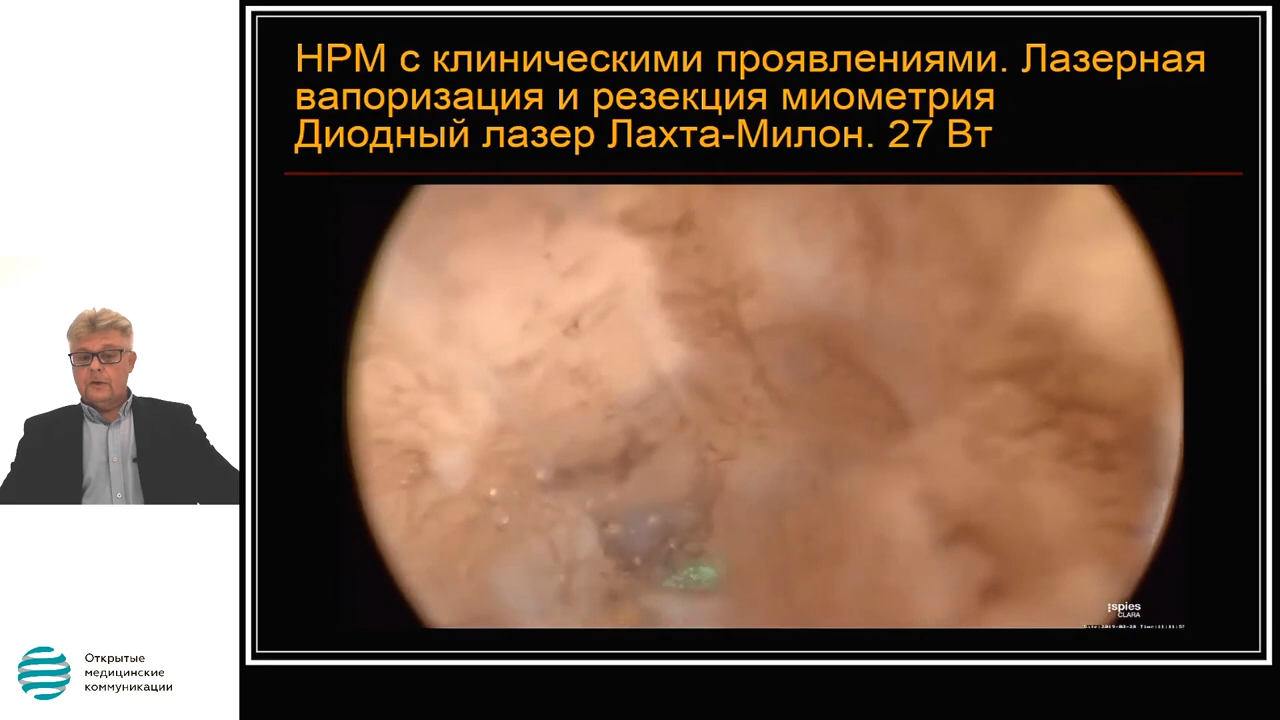 НРМ с клиническими проявлениями. Лазерная
вапоризация и резекция миометрия
Диодный лазер Лахта-Милон. 27 Вт
spies
CLARA
Открытые
медицинские
коммуникации